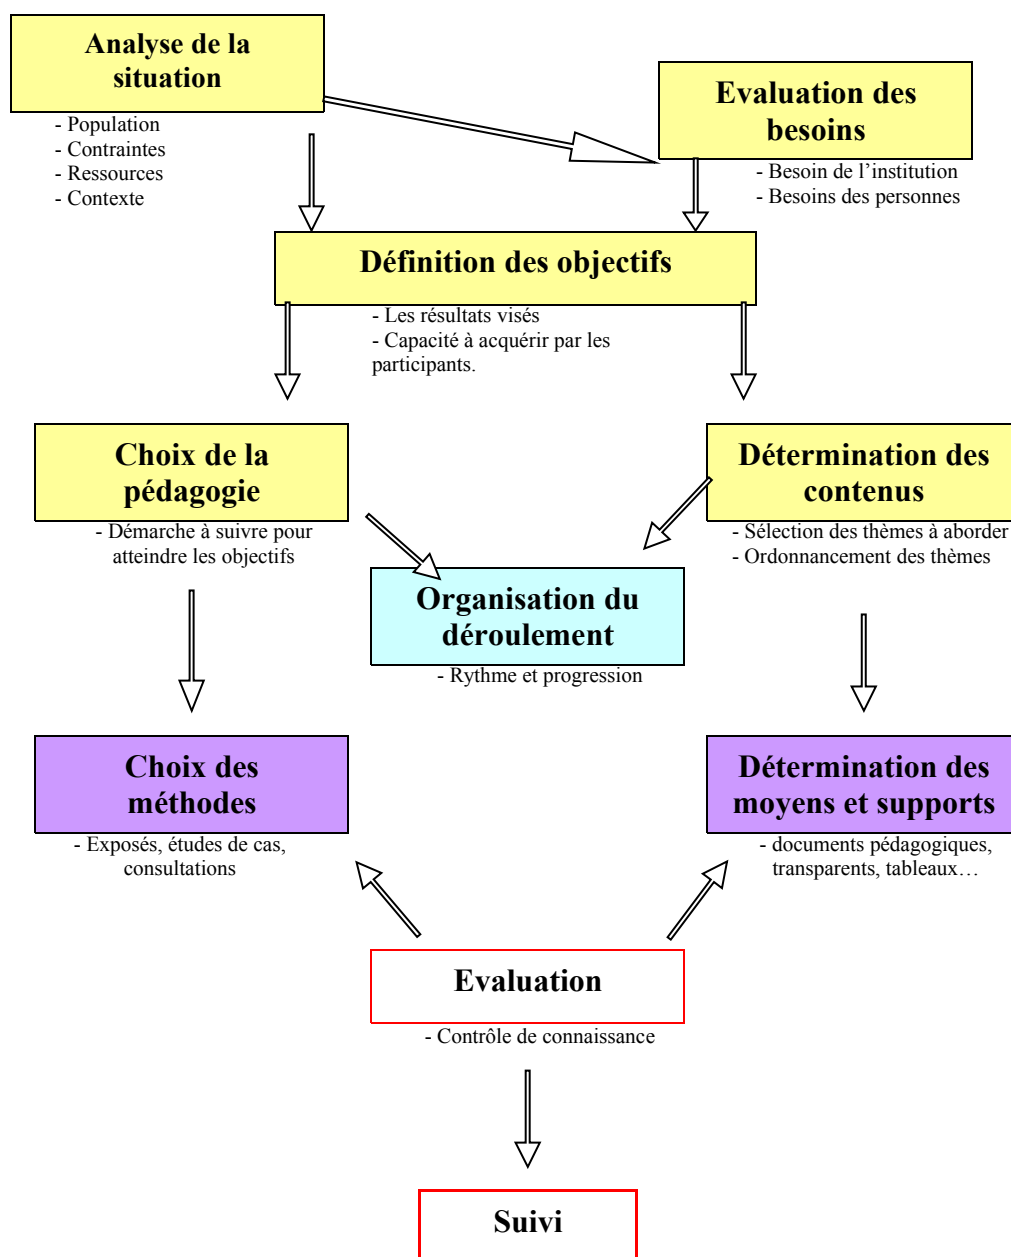 Analyse de la
situation
- Population
- Contraintes
- Ressources
- Contexte
Evaluation des
besoins
- Besoin de l’institution
- Besoins des personnes
Définition des objectifs
- Les résultats visés
- Capacité à acquérir par les
participants.
Choix de la
pédagogie
- Démarche à suivre pour
atteindre les objectifs
Détermination des
contenus
- Sélection des thèmes à aborder
- Ordonnancement des thèmes
Organisation du
déroulement
- Rythme et progression
Choix des
méthodes
- Exposés, études de cas,
consultations
Détermination des
moyens et supports
- documents pédagogiques,
transparents, tableaux…
Evaluation
- Contrôle de connaissance
Suivi